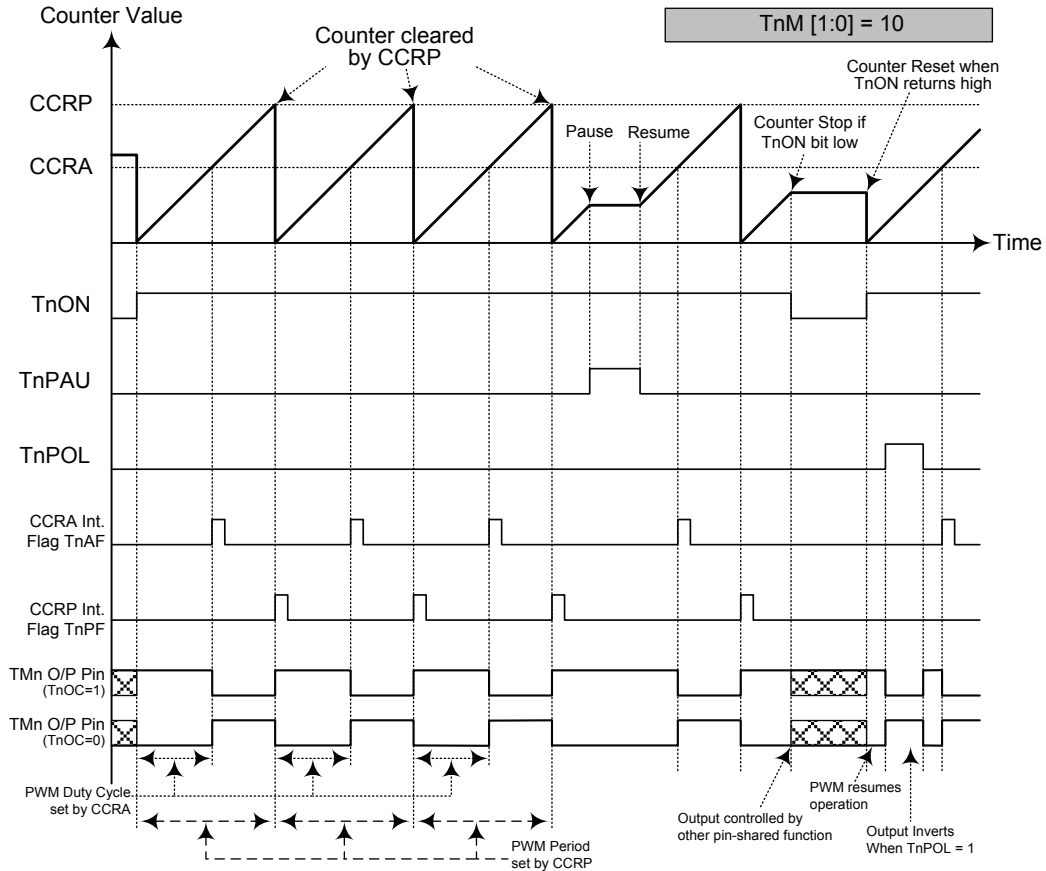 Counter Value
TnM [1:0] = 10
Counter cleared
by CCRP
Counter Reset when
TnON returns high
CCRP
Pause
Resume
Counter Stop if
TnON bit low
CCRA
Time
TnON
TnPAU
TnPOL
CCRA Int.
Flag TnAF
CCRP Int.
Flag TnPF
TMn O/P Pin
(TnOC=1)
TMn O/P Pin
(TnOC=0)
PWM Duty Cycle
set by CCRA
PWM Period
set by CCRP
Output controlled by
other pin-shared function
PWM resumes
operation
Output Inverts
When TnPOL = 1